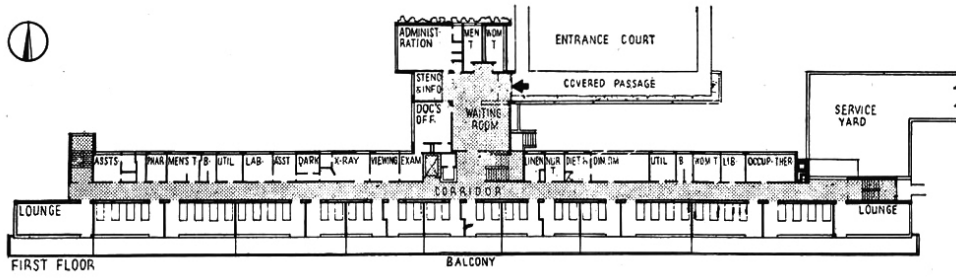 ADMINIST-
RATION
MEN
T
WOM
T
ENTRANCE COURT
STENO
& INFO
COVERED PASSAGE
DOC'S
OFF.
WAITING
ROOM
SERVICE
YARD
ASSTS
PHAR
MEN'S T
B
UTIL
LAB
ASST
DARK
X-RAY
VIEWING
EXAM
LINEN
NUR.
T.
DIET K
DIN. RM
UTIL
B
WOM T
LIB
OCCUP-THER
CORRIDOR
LOUNGE
LOUNGE
FIRST FLOOR
BALCONY